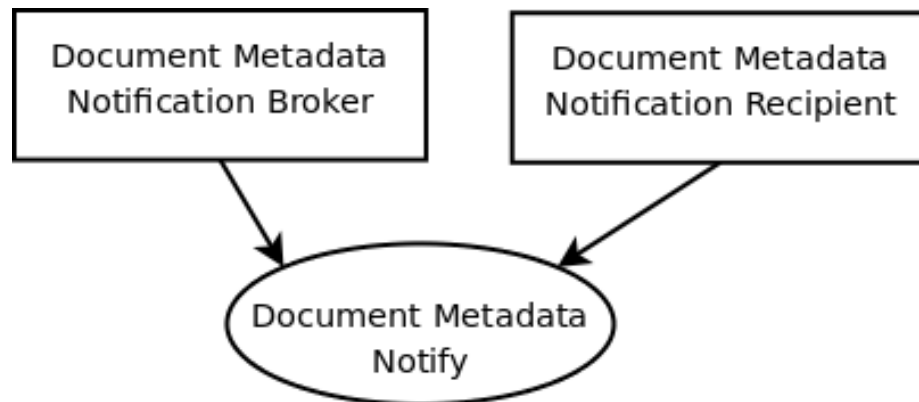 Document Metadata
Notification Broker
Document Metadata
Notification Recipient
Document Metadata
Notify